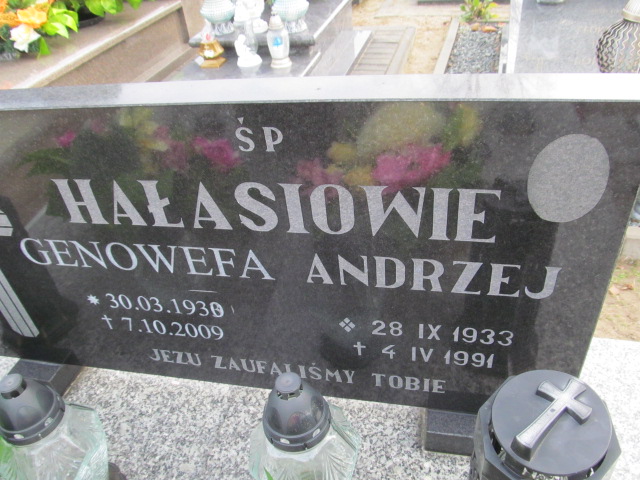 ŚP
HAŁASIOWIE
GENOWEFA ANDRZEJ
* 30.03.1930
† 7.10.2009
❖ 28 IX 1933
† 4 IV 1991
JEZU ZAUFALIŚMY TOBIE